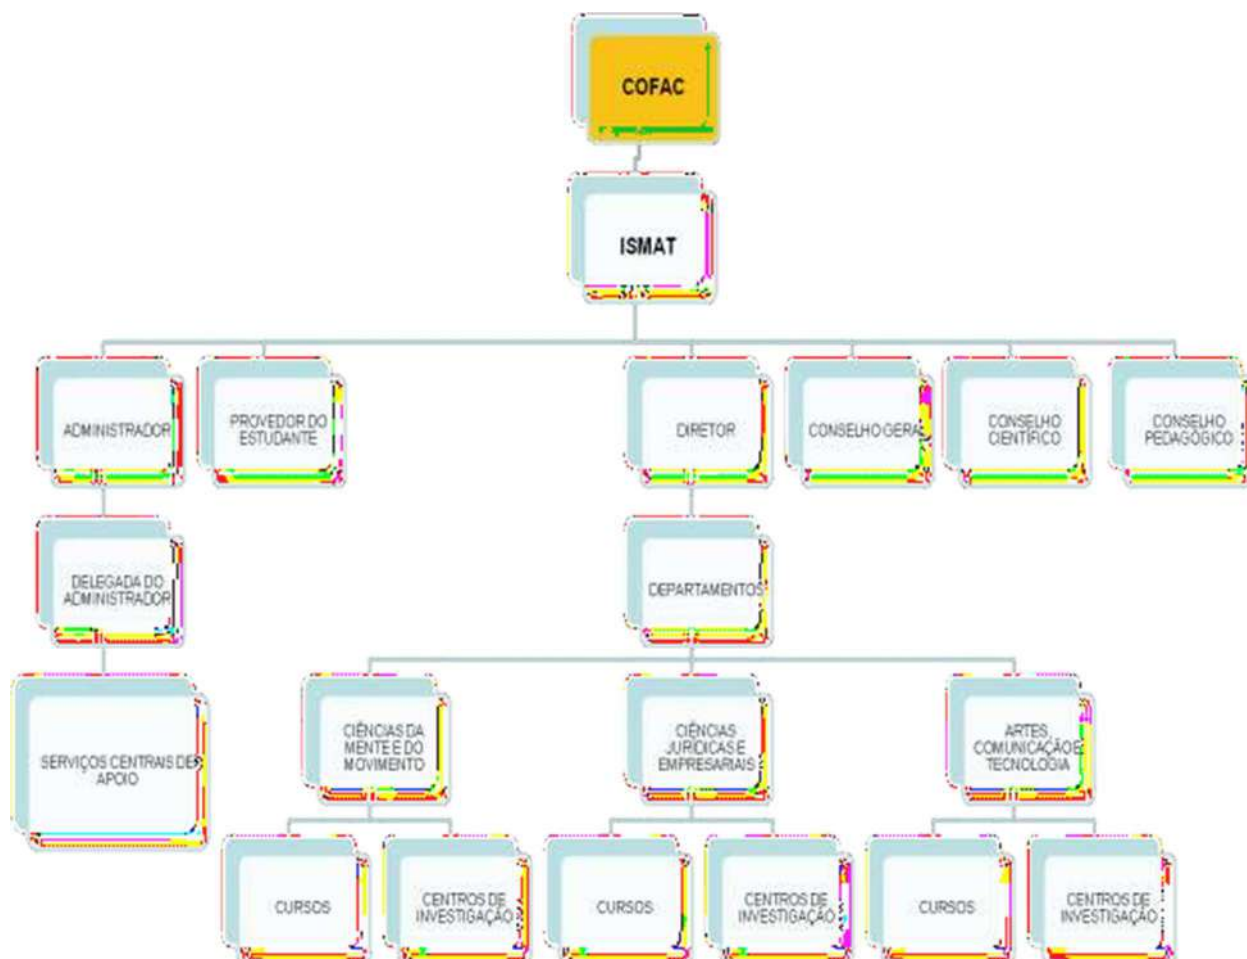 COFAC
ISMAT
ADMINISTRADOR
PROVEDOR DO
ESTUDANTE
DIRETOR
CONSELHO GERAL
CONSELHO
CIENTÍFICO
CONSELHO
PEDAGÓGICO
DELEGADA DO
ADMINISTRADOR
DEPARTAMENTOS
SERVIÇOS CENTRAIS DE
APOIO
CIÊNCIAS DA
MENTE E DO
MOVIMENTO
CIÊNCIAS
JURÍDICAS E
EMPRESARIAIS
ARTES,
COMUNICAÇÃO E
TECNOLOGIA
CURSOS
CENTROS DE
INVESTIGAÇÃO
CURSOS
CENTROS DE
INVESTIGAÇÃO
CURSOS
CENTROS DE
INVESTIGAÇÃO